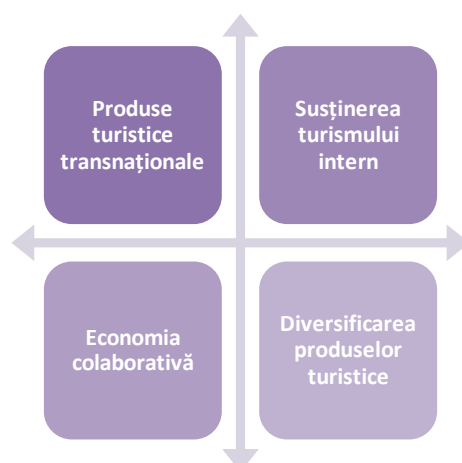 Produse
turistice
transnaționale
Susținerea
turismului
intern
Economia
colaborativă
Diversificarea
produselor
turistice